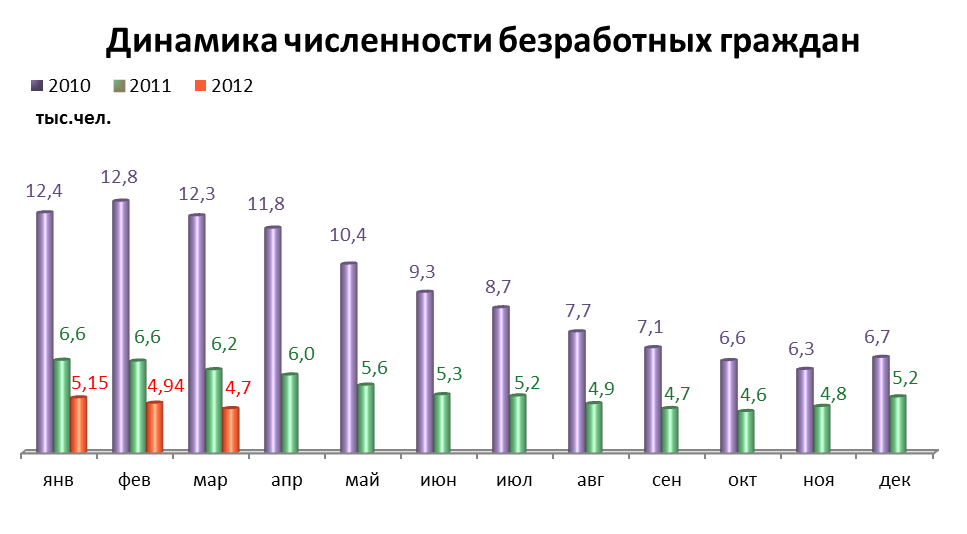 Динамика численности безработных граждан
2010 2011 2012
тыс.чел.
12,4 12,8 12,3 11,8 10,4 9,3 8,7 7,7 7,1 6,6 6,3 6,7
6,6 6,6 6,2 6,0 5,6 5,3 5,2 4,9 4,7 4,6 4,8 5,2
5,15 4,94 4,7
янв фев мар апр май июн июл авг сен окт ноя дек